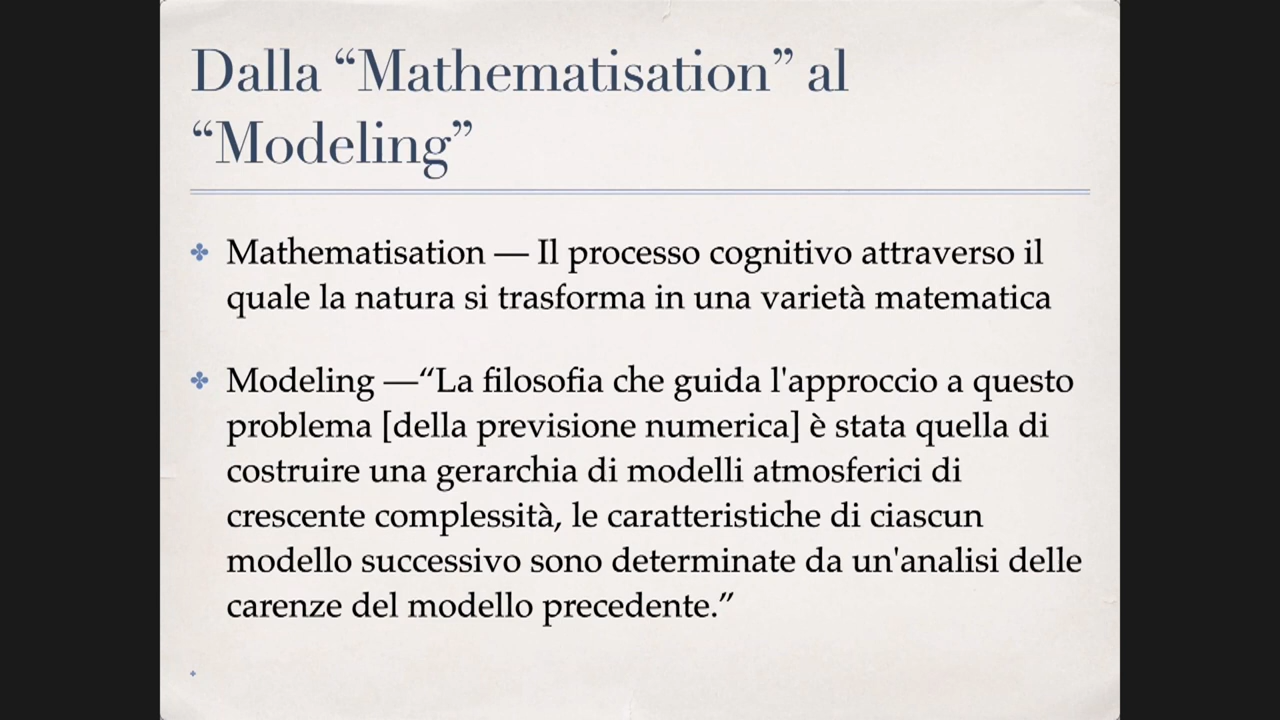 Dalla “Mathematisation” al
“Modeling”
Mathematisation — Il processo cognitivo attraverso il
quale la natura si trasforma in una varietà matematica
Modeling —“La filosofia che guida l'approccio a questo
problema [della previsione numerica] è stata quella di
costruire una gerarchia di modelli atmosferici di
crescente complessità, le caratteristiche di ciascun
modello successivo sono determinate da un'analisi delle
carenze del modello precedente.”